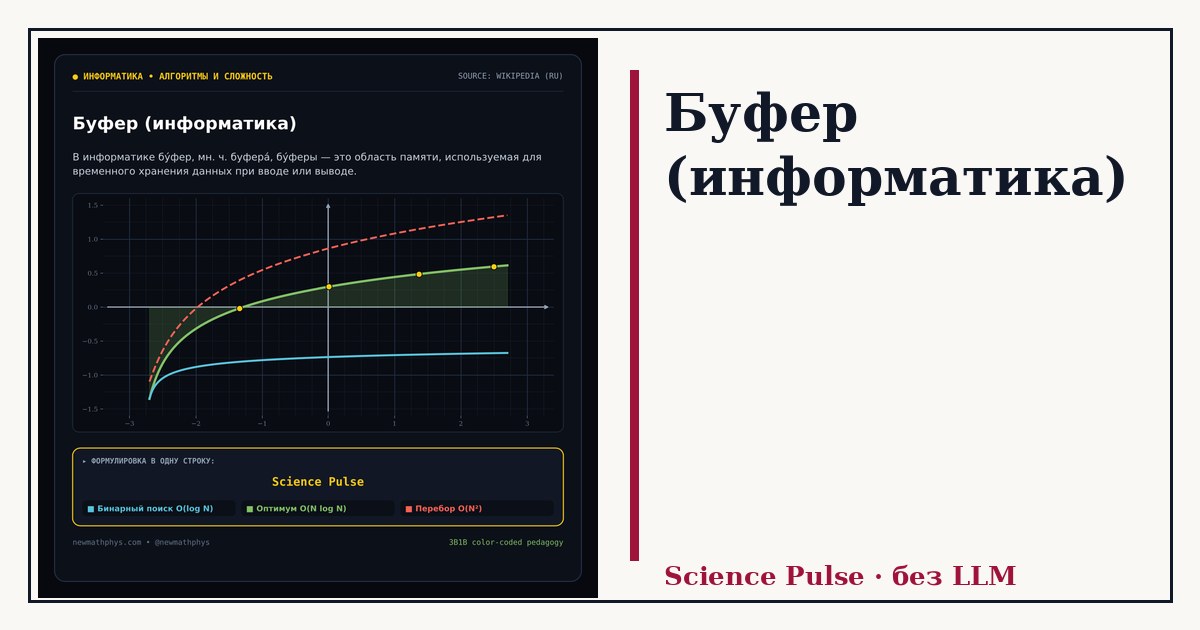 ● ИНФОРМАТИКА • АЛГОРИТМЫ И СЛОЖНОСТЬ
SOURCE: WIKIPEDIA (RU)
Буфер (информатика)
В информатике бу́фер, мн. ч. буфера́, бу́феры — это область памяти, используемая для
временного хранения данных при вводе или выводе.
1.5
1.0
0.5
0.0
−0.5
−1.0
−1.5
−3 −2 −1 0 1 2 3
▸ ФОРМУЛИРОВКА В ОДНУ СТРОКУ:
Science Pulse
■ Бинарный поиск O(log N) ■ Оптимум O(N log N) ■ Перебор O(N²)
newmathphys.com • @newmathphys
3B1B color-coded pedagogy
Буфер
(информатика)
Science Pulse · без LLM